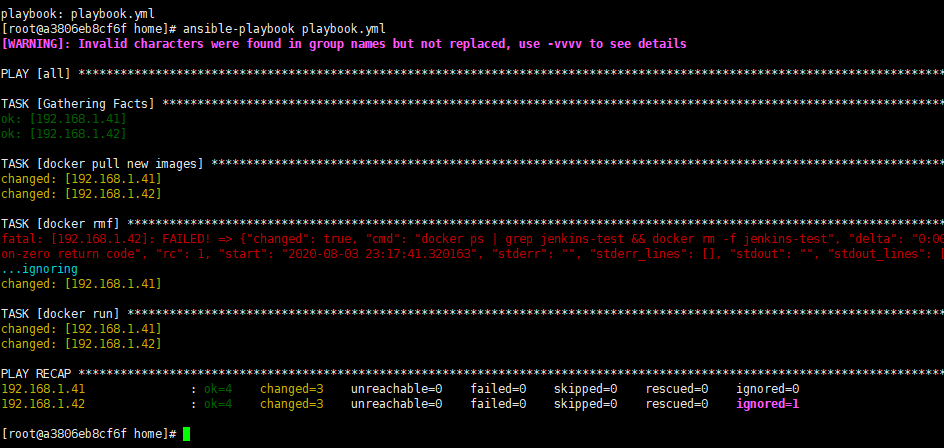 playbook: playbook.yml
[root@a3806eb8cf6f home]# ansible-playbook playbook.yml
[WARNING]: Invalid characters were found in group names but not replaced, use -vvvv to see details
PLAY [all] ***************************************************************************************************************************
TASK [Gathering Facts] ***************************************************************************************************************
ok: [192.168.1.41]
ok: [192.168.1.42]
TASK [docker pull new images] ********************************************************************************************************
changed: [192.168.1.41]
changed: [192.168.1.42]
TASK [docker rmf] ********************************************************************************************************************
fatal: [192.168.1.42]: FAILED! => {"changed": true, "cmd": "docker ps | grep jenkins-test && docker rm -f jenkins-test", "delta": "0:00
on-zero return code", "rc": 1, "start": "2020-08-03 23:17:41.320163", "stderr": "", "stderr_lines": [], "stdout": "", "stdout_lines": [
...ignoring
changed: [192.168.1.41]
TASK [docker run] ********************************************************************************************************************
changed: [192.168.1.41]
changed: [192.168.1.42]
PLAY RECAP ***************************************************************************************************************************
192.168.1.41 : ok=4 changed=3 unreachable=0 failed=0 skipped=0 rescued=0 ignored=0
192.168.1.42 : ok=4 changed=3 unreachable=0 failed=0 skipped=0 rescued=0 ignored=1
[root@a3806eb8cf6f home]#